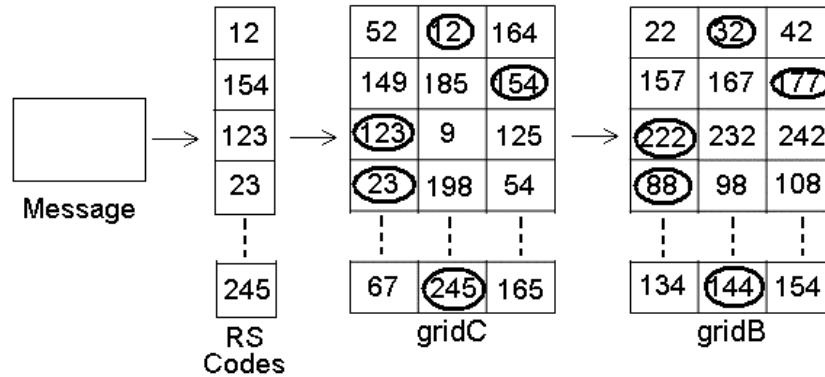 12 52 12 164 22 32 42
154 149 185 154 157 167 177
123 123 9 125 222 232 242
23 23 198 54 88 98 108
Message
245 67 245 165 134 144 154
RS gridC gridB
Codes